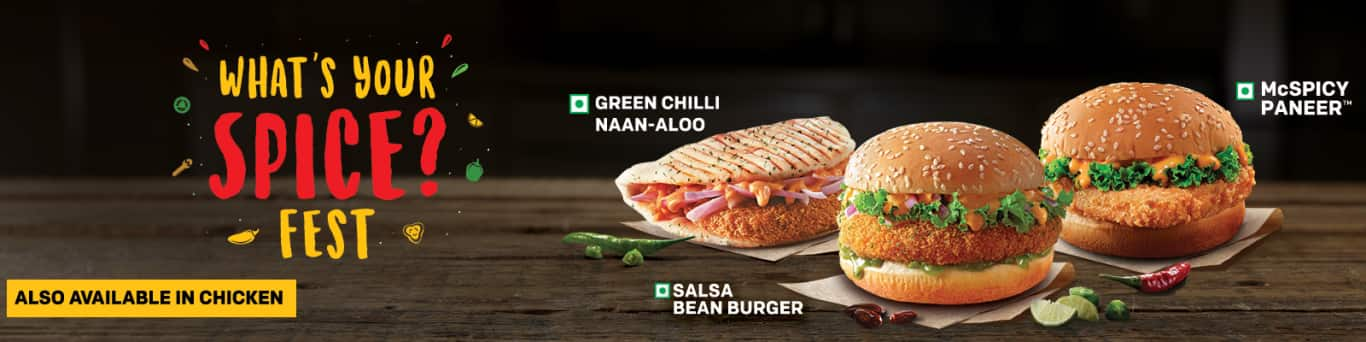 WHAT'S YOUR
SPICE?
FEST
ALSO AVAILABLE IN CHICKEN
GREEN CHILLI
NAAN-ALOO
SALSA
BEAN BURGER
McSPICY
PANEER™